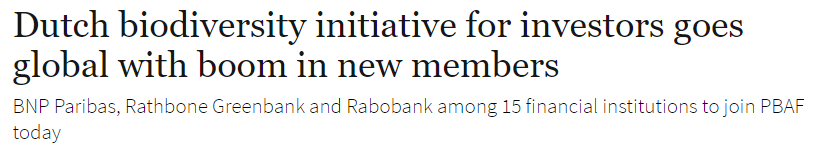 Dutch biodiversity initiative for investors goes
global with boom in new members
BNP Paribas, Rathbone Greenbank and Rabobank among 15 financial institutions to join PBAF
today